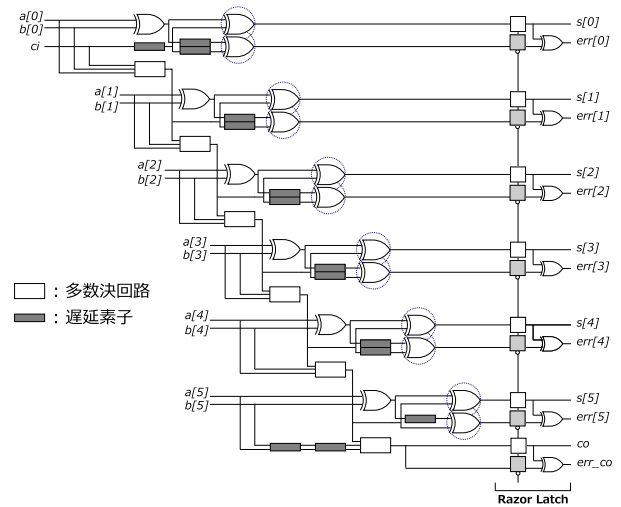 a[0]
b[0]
ci
s[0]
err[0]
a[1]
b[1]
s[1]
err[1]
a[2]
b[2]
s[2]
err[2]
a[3]
b[3]
s[3]
err[3]
：多数決回路
：遅延素子
a[4]
b[4]
s[4]
err[4]
a[5]
b[5]
s[5]
err[5]
co
err_co
Razor Latch